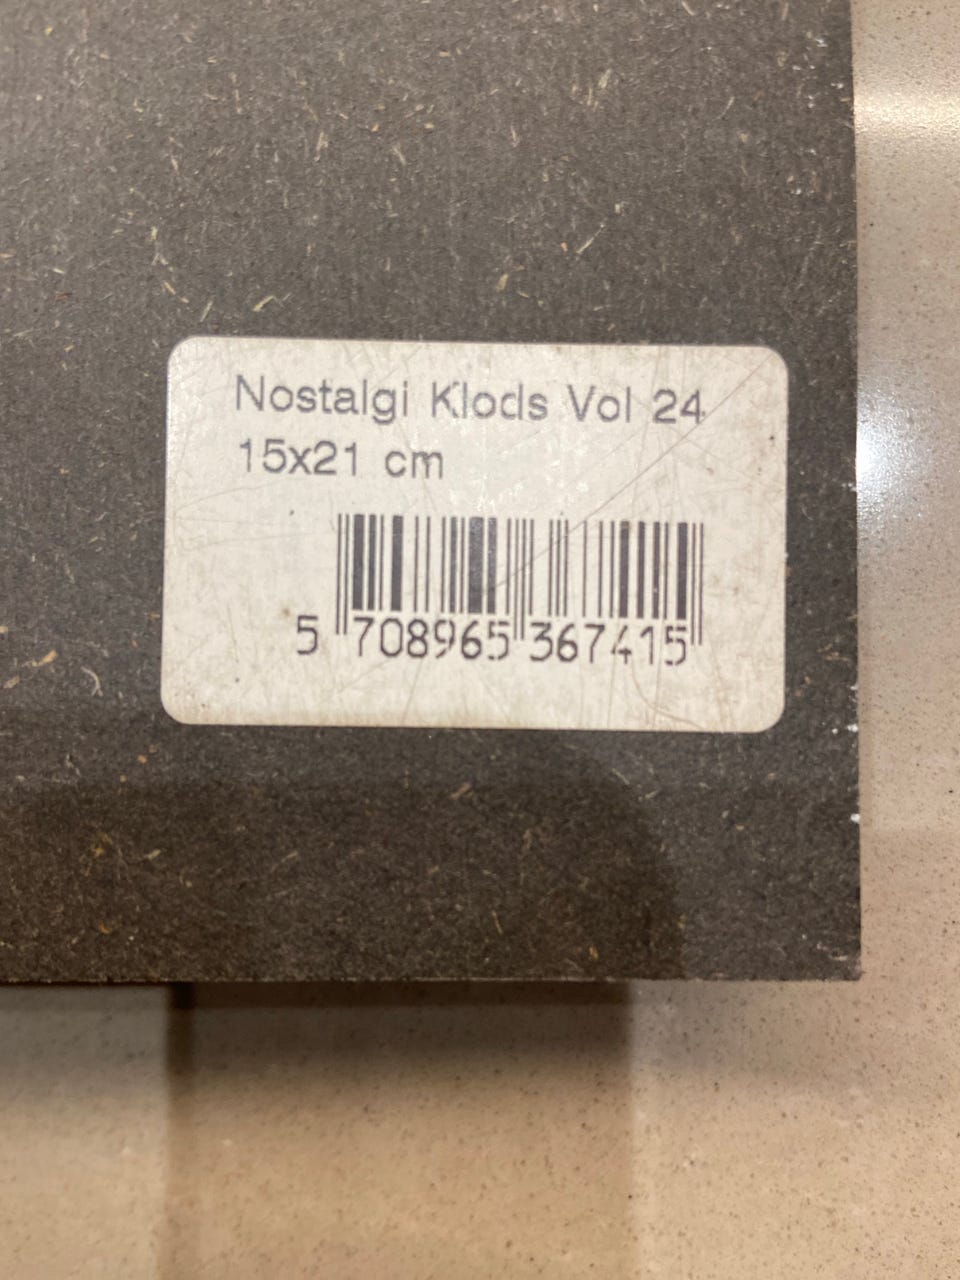 Nostalgi Klods Vol 24
15x21 cm
5 708965 367415